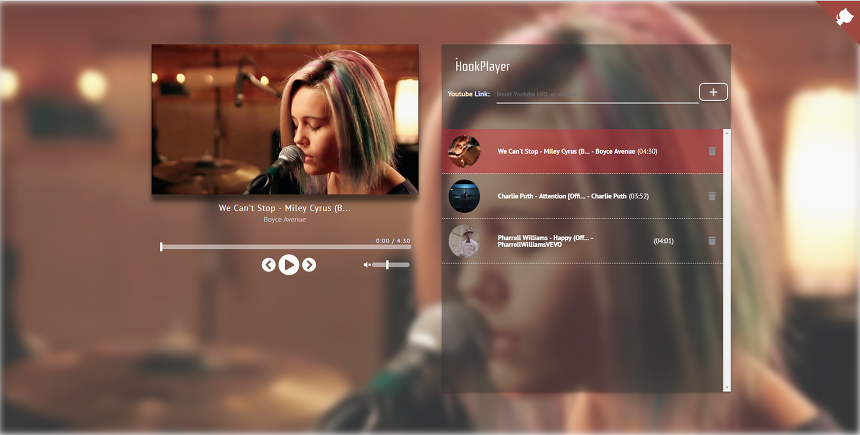 HookPlayer
Youtube Link:
Insert Youtube URL or
We Can't Stop - Miley Cyrus (B... - Boyce Avenue (04:30)
Charlie Puth - Attention [Offi... - Charlie Puth (03:52)
Pharrell Williams - Happy (Off... -
PharrellWilliamsVEVO
(04:01)
We Can't Stop - Miley Cyrus (B...
Boyce Avenue
0:00 / 4:30